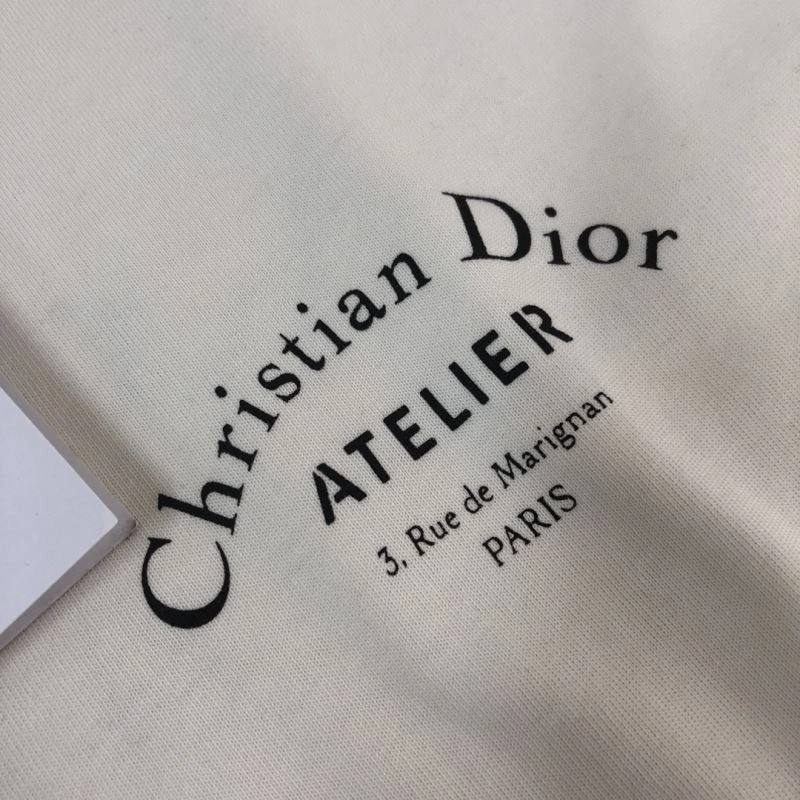 Christian Dior
ATELIER
3, Rue de Marignan
PARIS